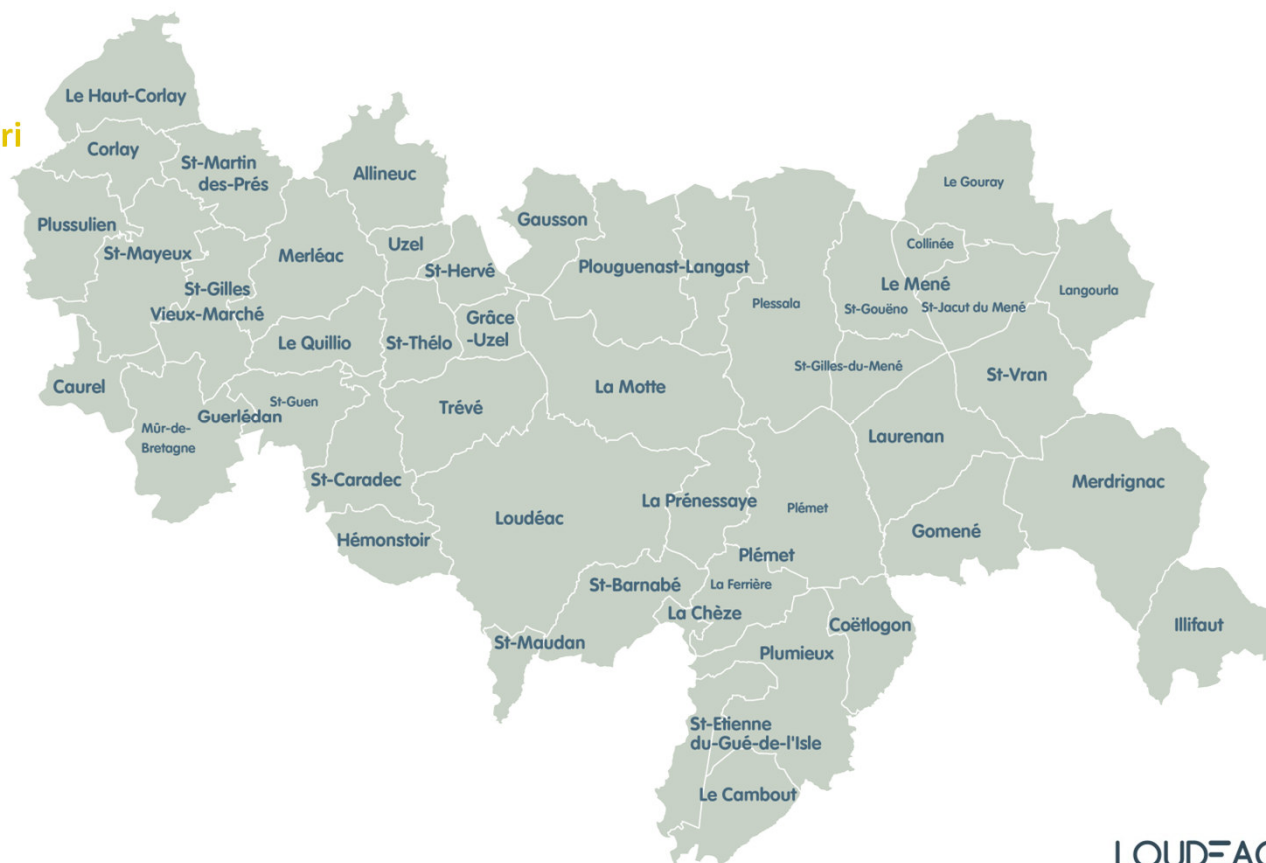 Le Haut-Corlay
ri
Corlay
St-Martin
des-Prés
Allineuc
Le Gouray
Plussulien
Gausson
St-Mayeux
Merléac
Uzel
Collinée
St-Hervé
Plouguenast-Langast
Le Mené
St-Gilles
Vieux-Marché
Langourla
Plessala
St-Gouëno
St-Jacut du Mené
Grâce
-Uzel
Le Quillio
St-Thélo
St-Gilles-du-Mené
St-Vran
Caurel
La Motte
St-Guen
Trévé
Guerlédan
Mûr-de-
Bretagne
Laurenan
St-Caradec
Merdrignac
La Prénessaye
Plémet
Loudéac
Gomené
Hémonstoir
Plémet
St-Barnabé
La Ferrière
La Chèze
Coëtlogon
Illifaut
St-Maudan
Plumieux
St-Etienne
du-Gué-de-l'Isle
Le Cambout
LOUDEAC